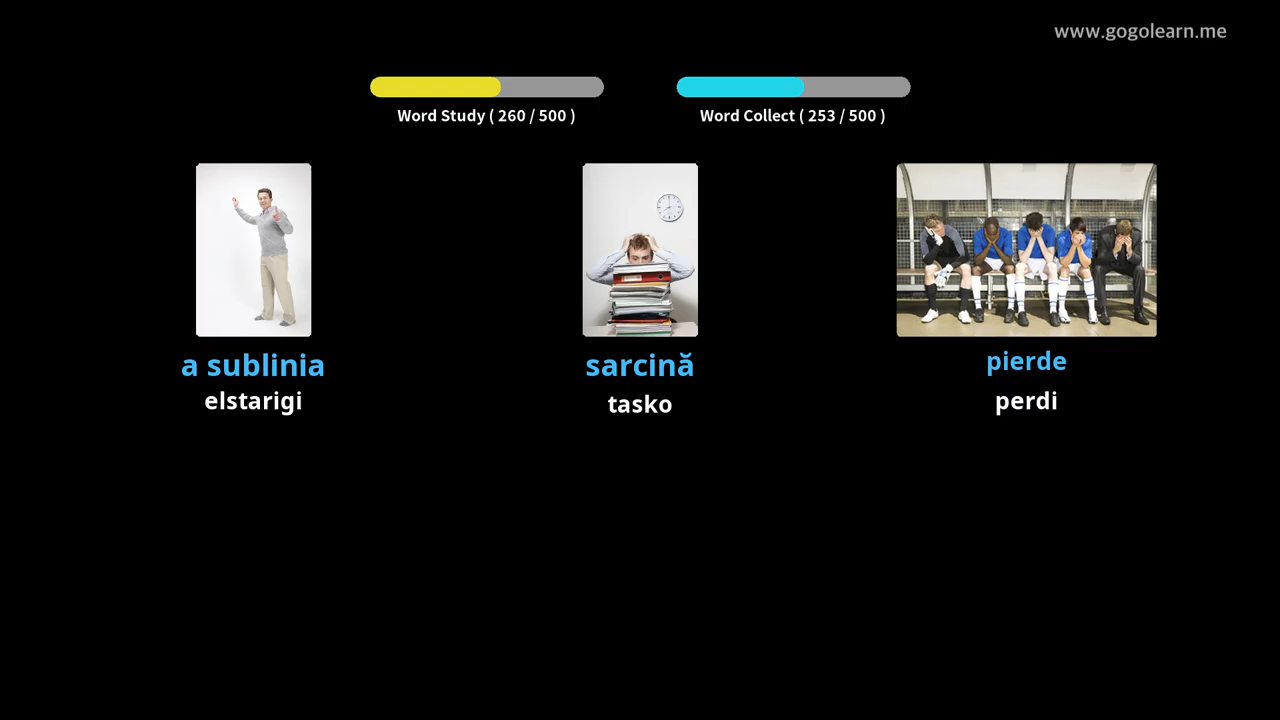 www.gogolearn.me
Word Study ( 260 / 500 )
Word Collect ( 253 / 500 )
a sublinia
elstarigi
sarcină
tasko
pierde
perdi